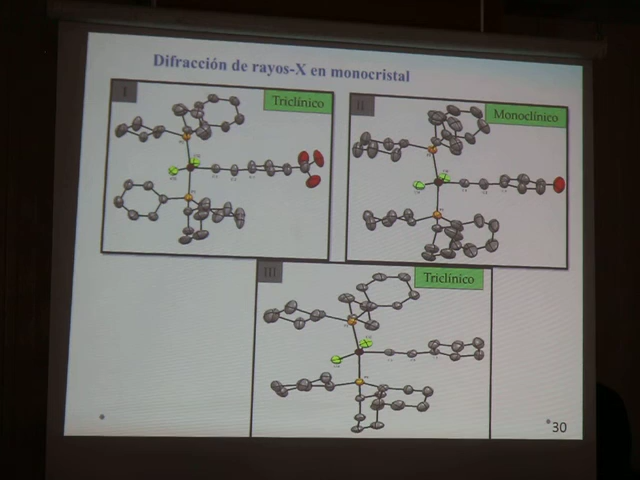 Difracción de rayos-X en monocristal
I
Triclínico
II
Monoclínico
III
Triclínico
30